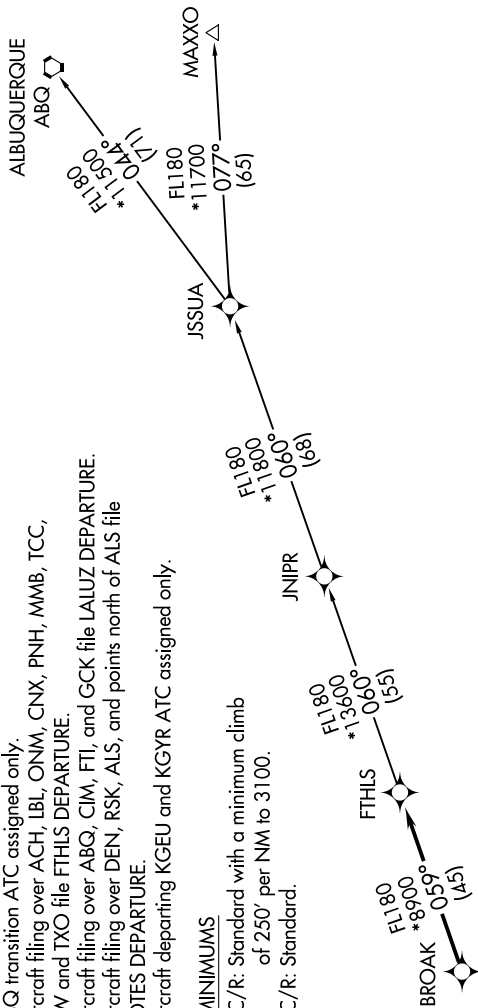 Q transition ATC assigned only.
craft filing over ACH, LBL, ONM, CNX, PNH, MMB, TCC,
W and TXO file FTHLS DEPARTURE.
craft filing over ABQ, CIM, FTI, and GCK file LALUZ DEPARTURE.
craft filing over DEN, RSK, ALS, and points north of ALS file
OTES DEPARTURE.
craft departing KGEU and KGYR ATC assigned only.
MINIMUMS
C/R: Standard with a minimum climb
of 250' per NM to 3100.
C/R: Standard.
BROAK
FL180
*8900
059°
(45)
FTHLS
FL180
*13600
060°
(55)
JNIPR
FL180
*11800
060°
(68)
JSSUA
FL180
*11500
044°
(71)
ALBUQUERQUE
ABQ
FL180
*11700
077°
(65)
MAXXO